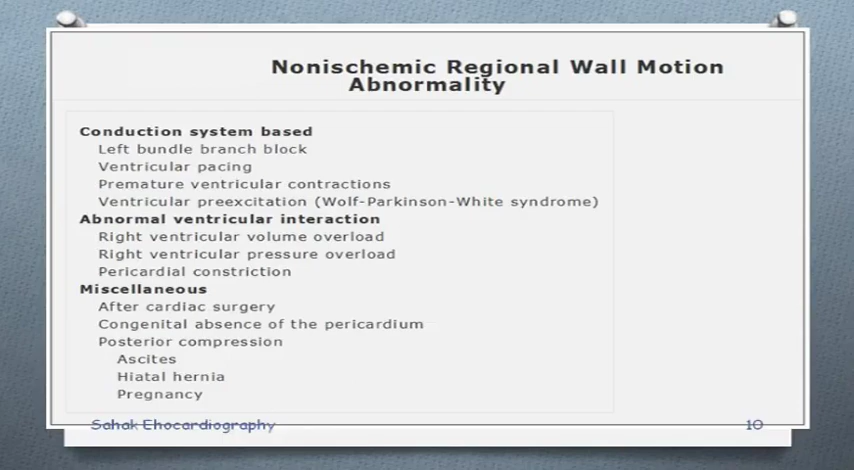 Nonischemic Regional Wall Motion
Abnormality
Conduction system based
Left bundle branch block
Ventricular pacing
Premature ventricular contractions
Ventricular preexcitation (Wolf-Parkinson-White syndrome)
Abnormal ventricular interaction
Right ventricular volume overload
Right ventricular pressure overload
Pericardial constriction
Miscellaneous
After cardiac surgery
Congenital absence of the pericardium
Posterior compression
Ascites
Hiatal hernia
Pregnancy
Sahak Ehocardiography
10